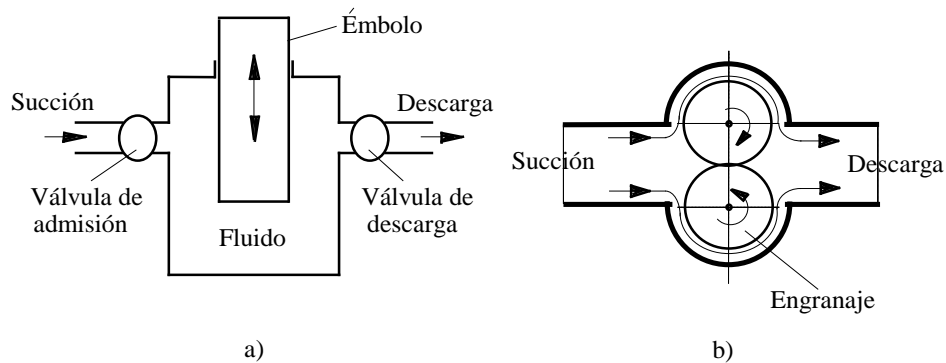 Émbolo
Succión
Descarga
Válvula de
admisión
Válvula de
descarga
Fluido
a)
Succión
Descarga
Engranaje
b)